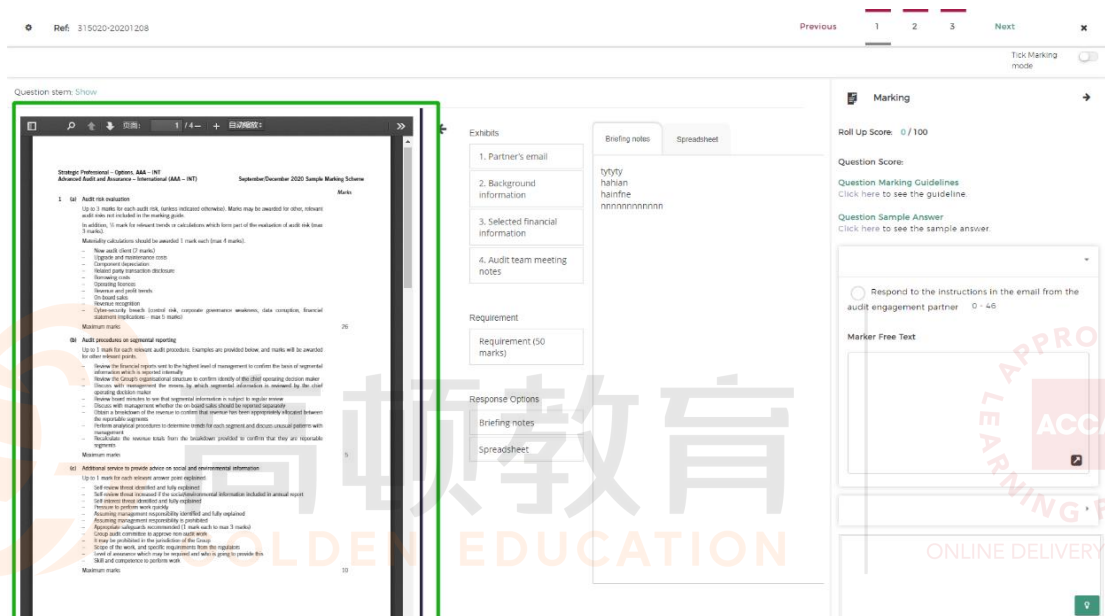 Ref: 315020-20201208
Previous 1 2 3 Next
Tick Marking
mode
Question stem: Show
页面: 1 / 4 自动缩放
Strategic Professional – Options, AAA – INT
Advanced Audit and Assurance – International (AAA – INT) September/December 2020 Sample Marking Scheme
Marks
1 (a) Audit risk evaluation
Up to 3 marks for each audit risk, (unless indicated otherwise). Marks may be awarded for other, relevant
audit risks not included in the marking guide.
In addition, ½ mark for relevant trends or calculations which form part of the evaluation of audit risk (max
3 marks).
Materiality calculations should be awarded 1 mark each (max 4 marks).
– New audit client (2 marks)
– Upgrade and maintenance costs
– Component depreciation
– Related party transaction disclosure
– Borrowing costs
– Operating licences
– Revenue and profit trends
– On-board sales
– Revenue recognition
– Cyber-security breach (control risk, corporate governance weakness, data corruption, financial
statement implications – max 5 marks)
Maximum marks 26
(b) Audit procedures on segmental reporting
Up to 1 mark for each relevant audit procedure. Examples are provided below, and marks will be awarded
for other relevant points.
– Review the financial reports sent to the highest level of management to confirm the basis of segmental
information which is reported internally
– Review the Group's organisational structure to confirm identity of the chief operating decision maker
– Discuss with management the means by which segmental information is reviewed by the chief
operating decision maker
– Review board minutes to see that segmental information is subject to regular review
– Discuss with management whether the on-board sales should be reported separately
– Obtain a breakdown of the revenue to confirm that revenue has been appropriately allocated between
the reportable segments
– Perform analytical procedures to determine trends for each segment and discuss unusual patterns with
management
– Recalculate the revenue totals from the breakdown provided to confirm that they are reportable
segments
Maximum marks 5
(c) Additional service to provide advice on social and environmental information
Up to 1 mark for each relevant answer point explained.
– Self-review threat identified and fully explained
– Self-review threat increased if the social/environmental information included in annual report
– Self-interest threat identified and fully explained
– Pressure to perform work quickly
– Assuming management responsibility identified and fully explained
– Assuming management responsibility is prohibited
– Appropriate safeguards recommended (1 mark each to max 3 marks)
– Group audit committee to approve non-audit work
– It may be prohibited in the jurisdiction of the Group
– Scope of the work, and specific requirements from the regulators
– Level of assurance which may be required and who is going to provide this
– Skill and competence to perform work
Maximum marks 10
Exhibits
1. Partner's email
2. Background
information
3. Selected financial
information
4. Audit team meeting
notes
Requirement
Requirement (50
marks)
Response Options
Briefing notes
Spreadsheet
Briefing notes Spreadsheet
tytyty
hahian
hainfne
nnnnnnnnnnnn
Marking
Roll Up Score: 0 / 100
Question Score:
Question Marking Guidelines
Click here to see the guideline.
Question Sample Answer
Click here to see the sample answer.
Respond to the instructions in the email from the
audit engagement partner 0 - 46
Marker Free Text
高顿教育
GOLDEN EDUCATION
APPRO
LEARNING P
ACCA
ONLINE DELIVERY